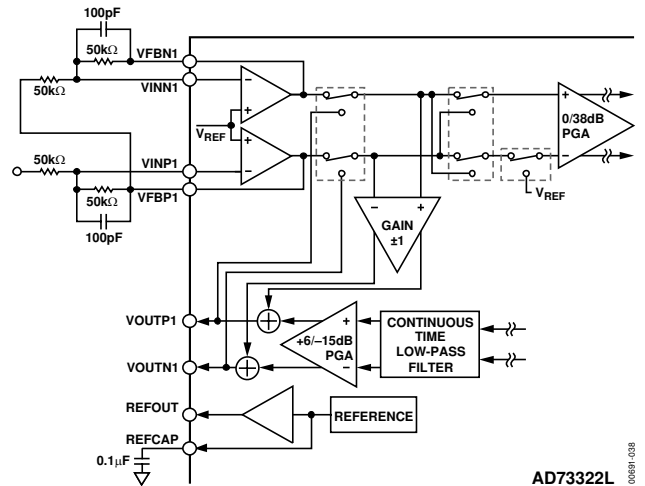 100pF
50kΩ
VFBN1
50kΩ
VINN1
VREF
50kΩ
VINP1
50kΩ
VFBP1
100pF
+
0/38dB
PGA
−
VREF
−
+
+
−
−
+
GAIN
±1
VOUTP1
+
+6/−15dB
PGA
−
CONTINUOUS
TIME
LOW-PASS
FILTER
VOUTN1
REFOUT
REFERENCE
REFCAP
0.1µF
AD73322L
00691-038